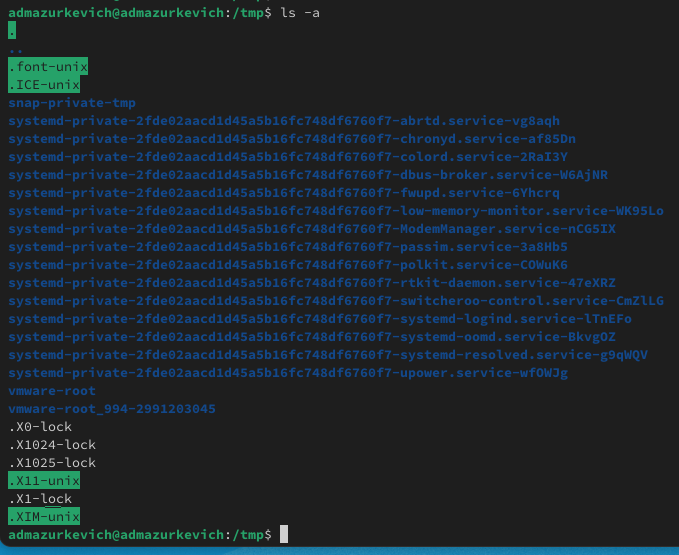 admazurkevich@admazurkevich:/tmp$ ls -a
.
..
.font-unix
.ICE-unix
snap-private-tmp
systemd-private-2fde02aacd1d45a5b16fc748df6760f7-abrtd.service-vg8aqh
systemd-private-2fde02aacd1d45a5b16fc748df6760f7-chronyd.service-af85Dn
systemd-private-2fde02aacd1d45a5b16fc748df6760f7-colord.service-2RaI3Y
systemd-private-2fde02aacd1d45a5b16fc748df6760f7-dbus-broker.service-W6AjNR
systemd-private-2fde02aacd1d45a5b16fc748df6760f7-fwupd.service-6Yhcrq
systemd-private-2fde02aacd1d45a5b16fc748df6760f7-low-memory-monitor.service-WK95Lo
systemd-private-2fde02aacd1d45a5b16fc748df6760f7-ModemManager.service-nCG5IX
systemd-private-2fde02aacd1d45a5b16fc748df6760f7-passim.service-3a8Hb5
systemd-private-2fde02aacd1d45a5b16fc748df6760f7-polkit.service-COWuK6
systemd-private-2fde02aacd1d45a5b16fc748df6760f7-rtkit-daemon.service-47eXRZ
systemd-private-2fde02aacd1d45a5b16fc748df6760f7-switcheroo-control.service-CmZlLG
systemd-private-2fde02aacd1d45a5b16fc748df6760f7-systemd-logind.service-lTnEFo
systemd-private-2fde02aacd1d45a5b16fc748df6760f7-systemd-oomd.service-BkvgOZ
systemd-private-2fde02aacd1d45a5b16fc748df6760f7-systemd-resolved.service-g9qWQV
systemd-private-2fde02aacd1d45a5b16fc748df6760f7-upower.service-wfOWJg
vmware-root
vmware-root_994-2991203045
.X0-lock
.X1024-lock
.X1025-lock
.X11-unix
.X1-lock
.XIM-unix
admazurkevich@admazurkevich:/tmp$